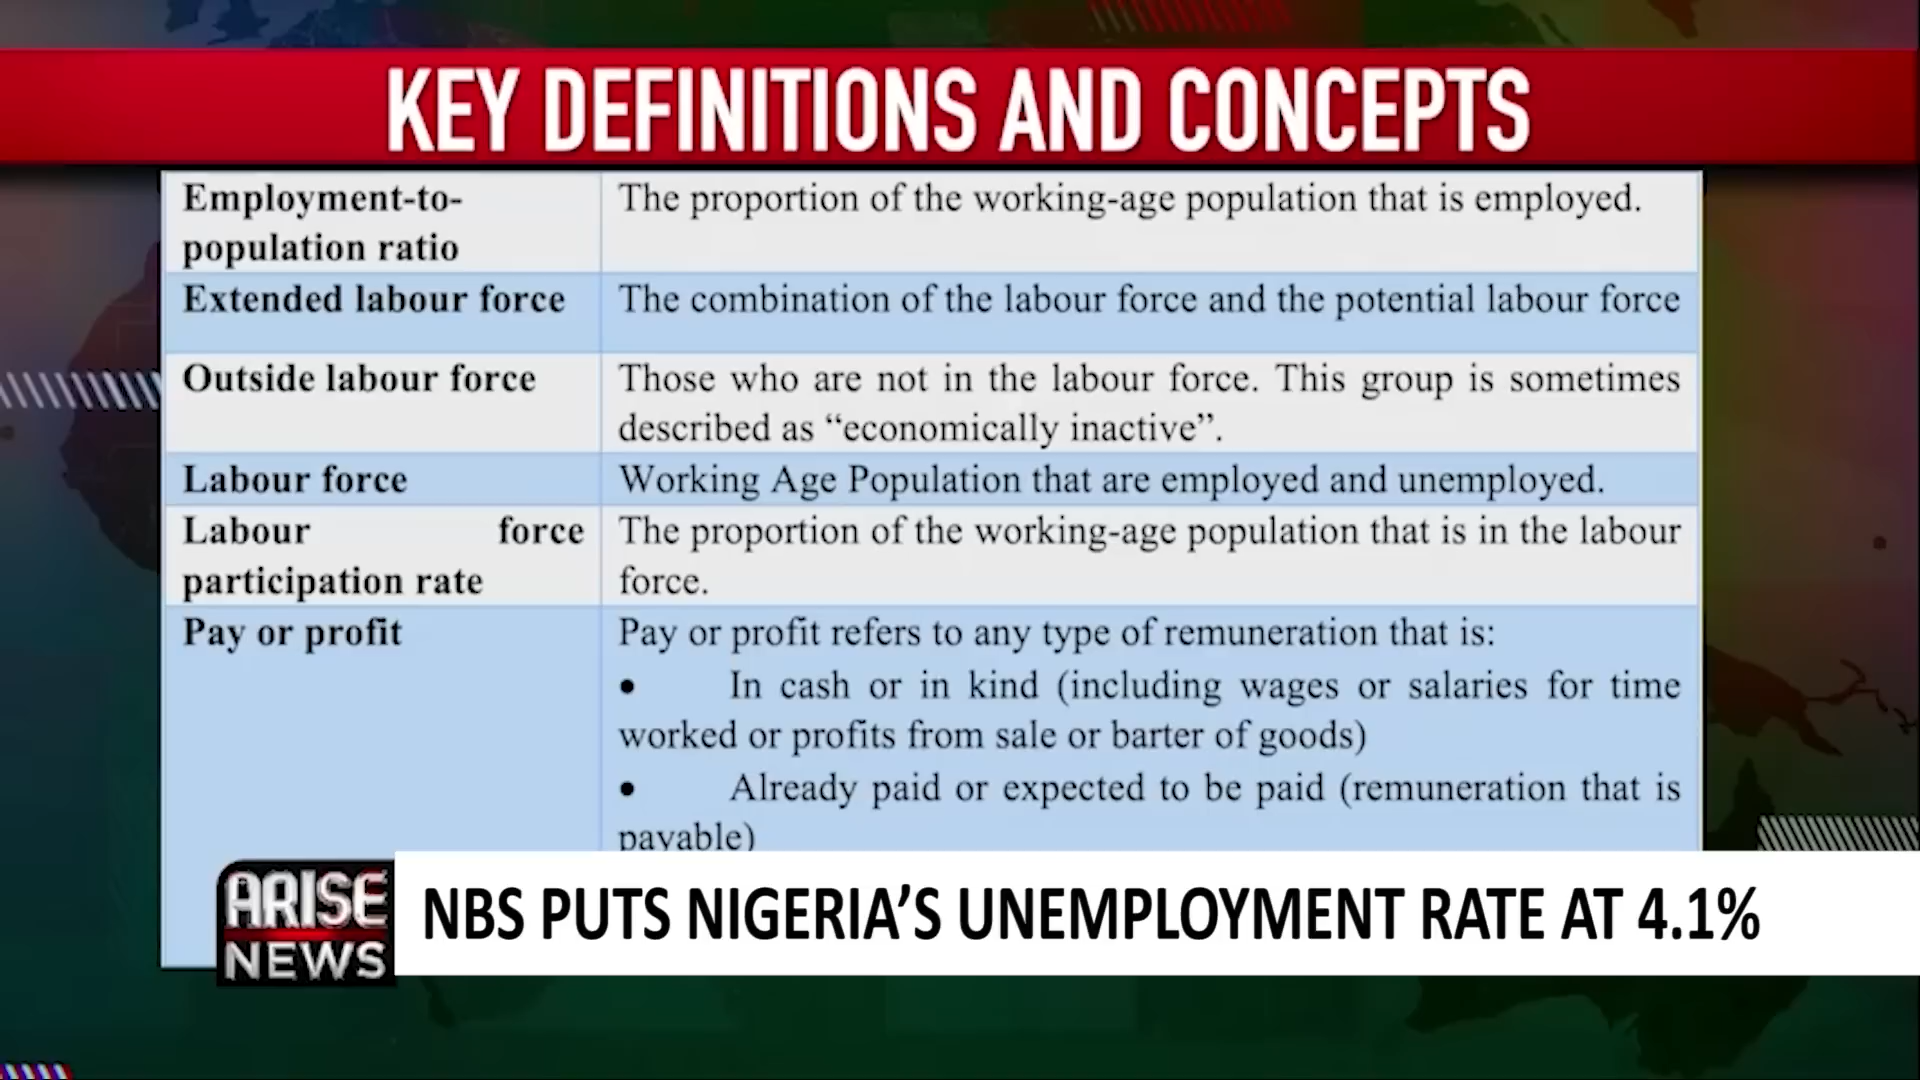 KEY DEFINITIONS AND CONCEPTS
Employment-to-
population ratio
The proportion of the working-age population that is employed.
Extended labour force
The combination of the labour force and the potential labour force
Outside labour force
Those who are not in the labour force. This group is sometimes
described as “economically inactive”.
Labour force
Working Age Population that are employed and unemployed.
Labour force
participation rate
The proportion of the working-age population that is in the labour
force.
Pay or profit
Pay or profit refers to any type of remuneration that is:
• In cash or in kind (including wages or salaries for time
worked or profits from sale or barter of goods)
• Already paid or expected to be paid (remuneration that is
payable)
ARISE
NEWS
NBS PUTS NIGERIA’S UNEMPLOYMENT RATE AT 4.1%